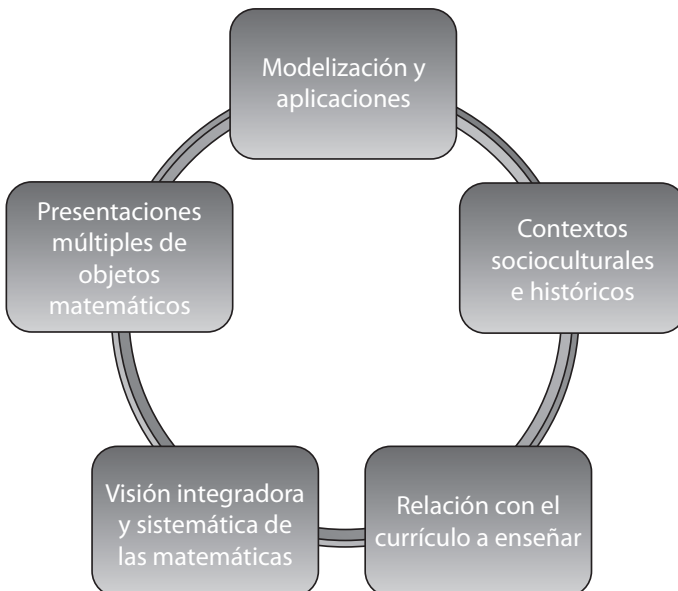 Modelización y
aplicaciones
Presentaciones
múltiples de
objetos
matemáticos
Contextos
socioculturales
e históricos
Visión integradora
y sistemática de
las matemáticas
Relación con el
currículo a enseñar